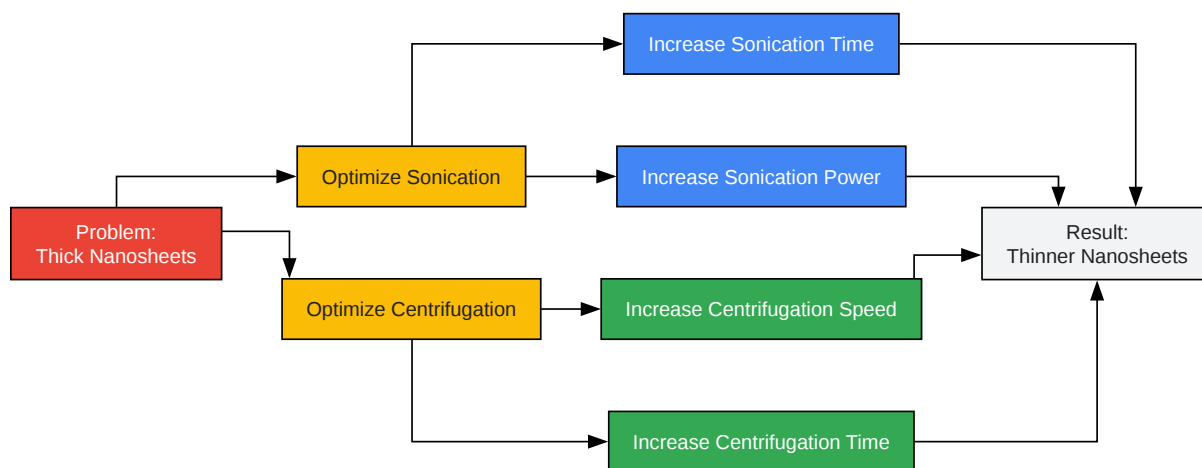 Increase Sonication Time
Optimize Sonication
Increase Sonication Power
Problem:
Thick Nanosheets
Result:
Thinner Nanosheets
Optimize Centrifugation
Increase Centrifugation Speed
Increase Centrifugation Time